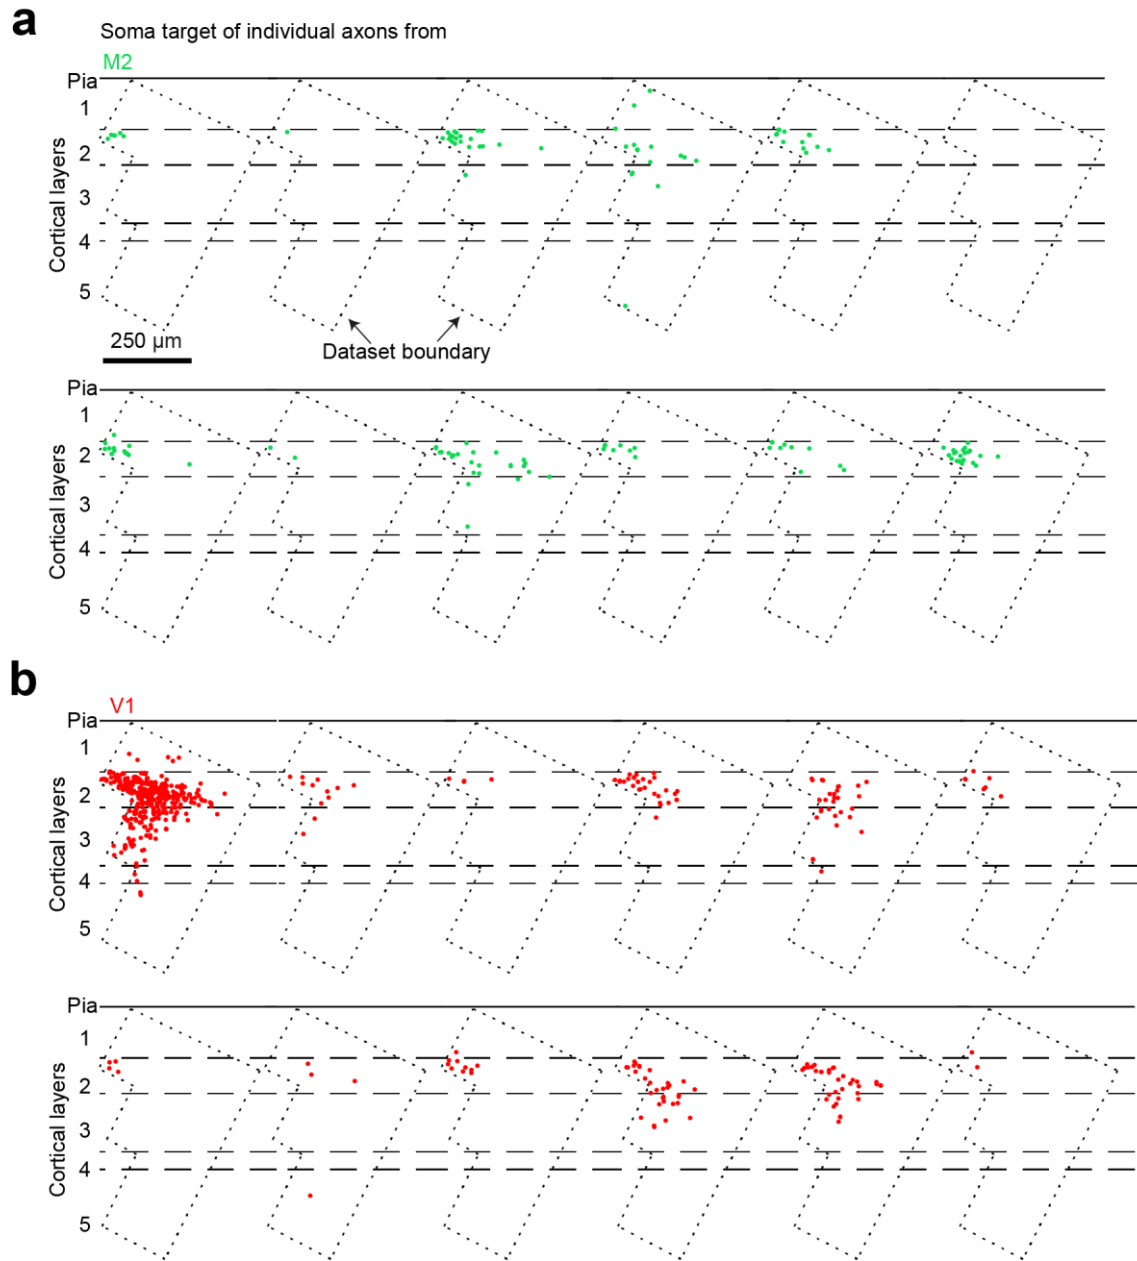 a
Soma target of individual axons from
M2
Pia
1
2
3
4
5
Cortical layers
250 µm
Dataset boundary
Pia
1
2
3
4
5
Cortical layers
b
V1
Pia
1
2
3
4
5
Cortical layers
Pia
1
2
3
4
5
Cortical layers